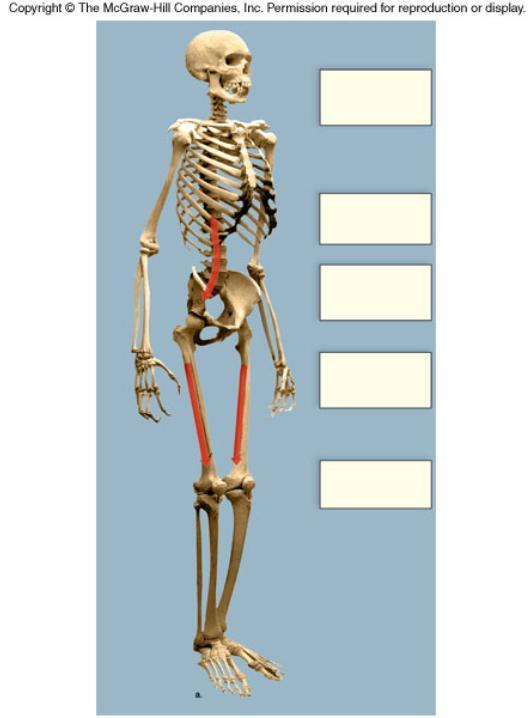 Copyright © The McGraw-Hill Companies, Inc. Permission required for reproduction or display.
a.